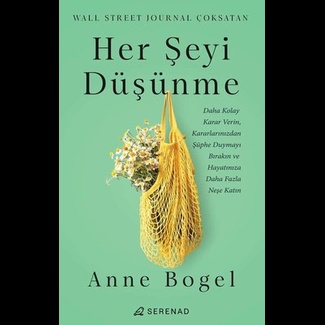 WALL STREET JOURNAL ÇOKSATAN
Her Şeyi
Düşünme
Daha Kolay
Karar Verin,
Kararlarınızdan
Şüphe Duymayı
Bırakın ve
Hayatınıza
Daha Fazla
Neşe Katın
Anne Bogel
SERENAD